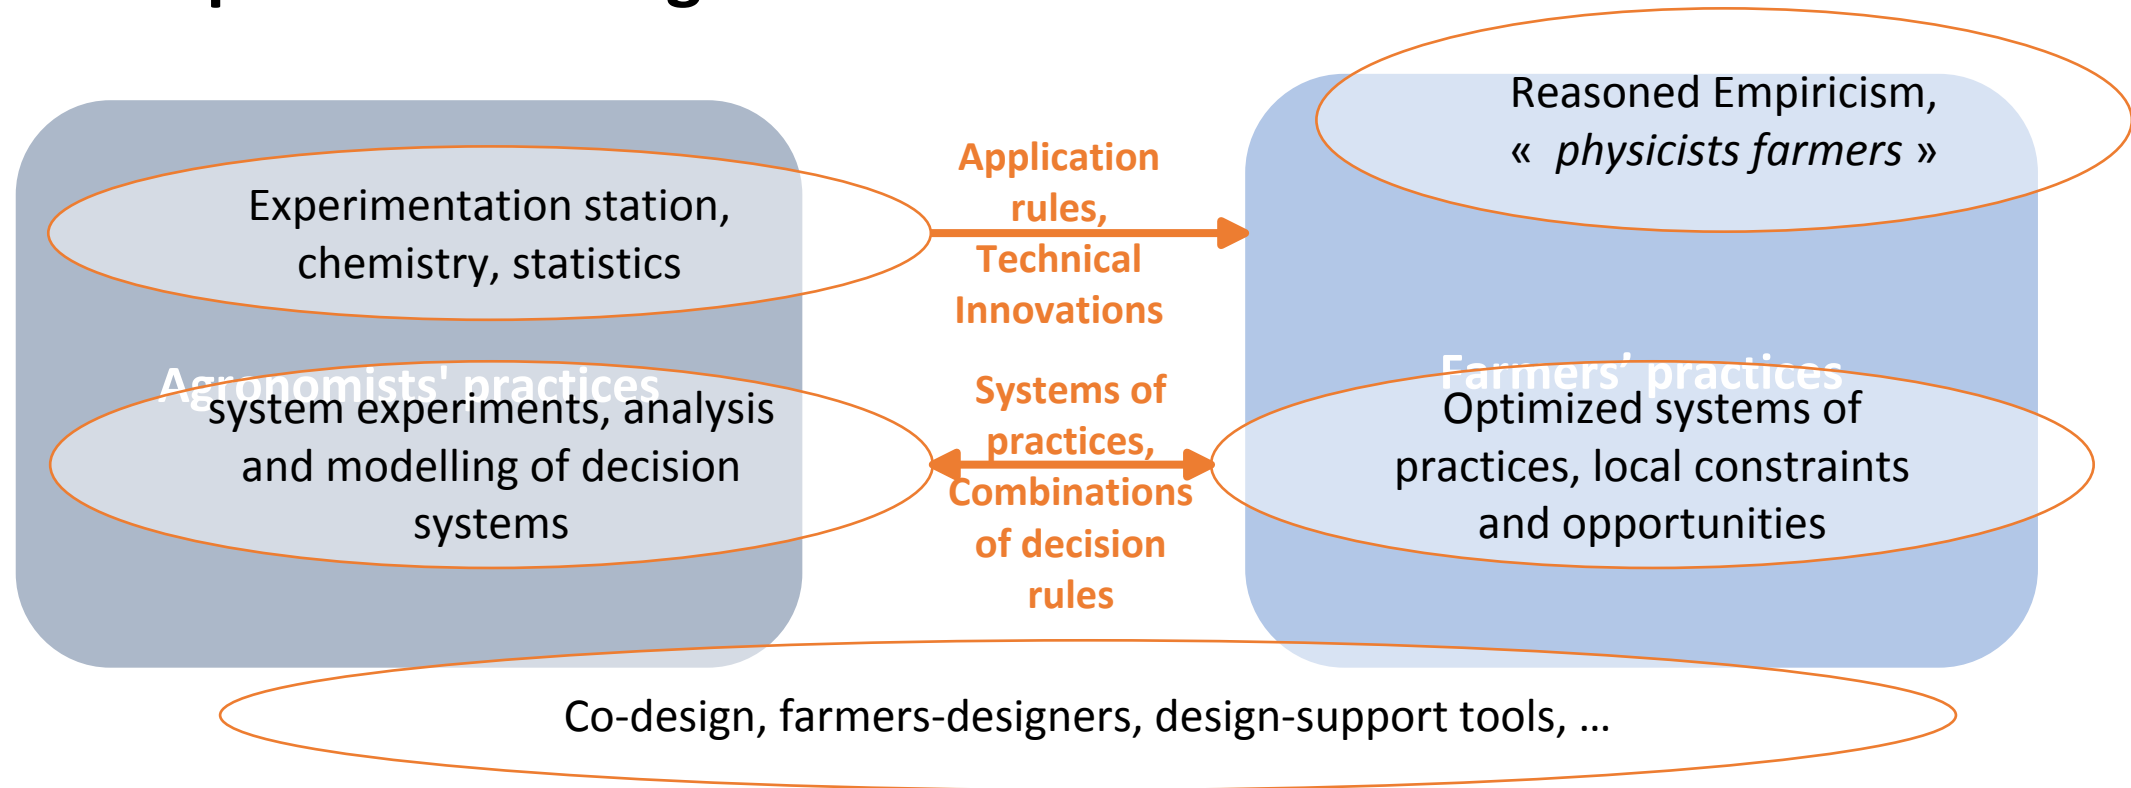 Reasoned Empiricism,
«  physicists farmers »
Application
rules,
Technical
Innovations
Experimentation station,
chemistry, statistics
Agronomists' practices
system experiments, analysis
and modelling of decision
systems
Systems of
practices,
Combinations
of decision
rules
Farmers’ practices
Optimized systems of
practices, local constraints
and opportunities
Co-design, farmers-designers, design-support tools, ...